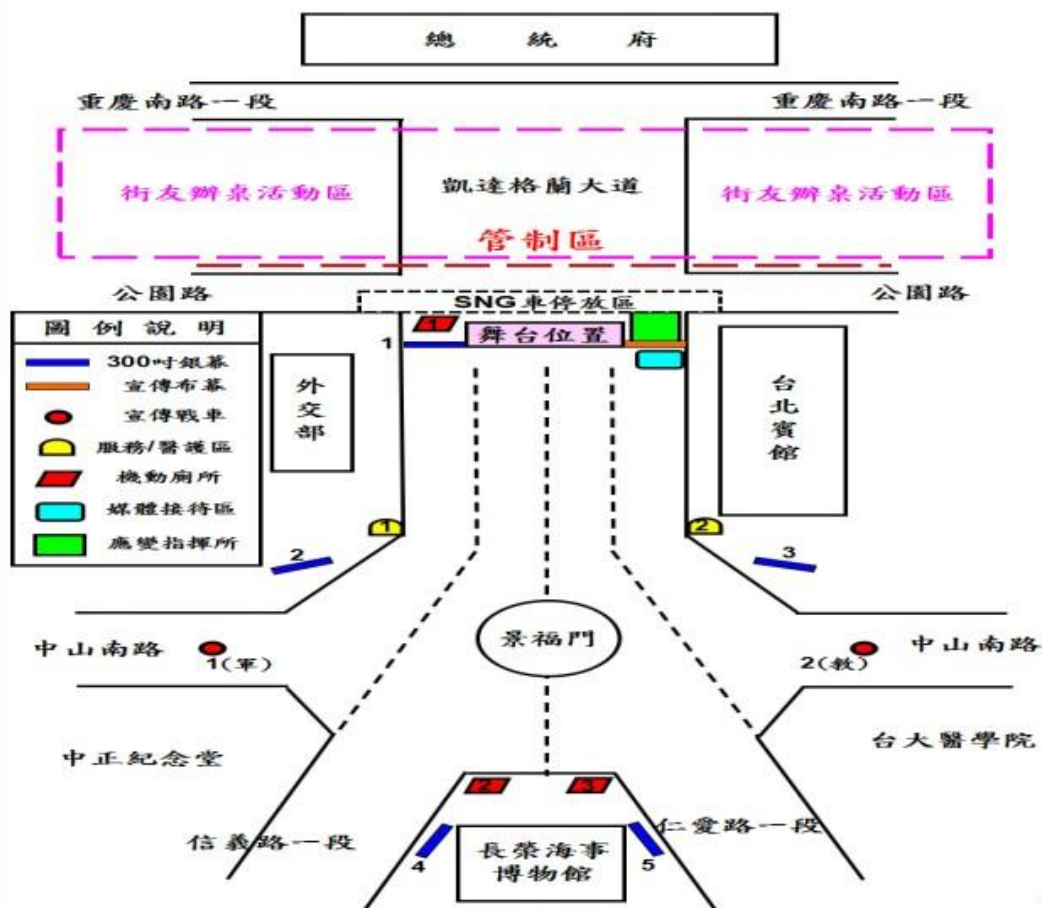 總統府
重慶南路一段
重慶南路一段
街友辦桌活動區
凱達格蘭大道
街友辦桌活動區
管制區
公園路
SNG車停放區
公園路
圖例說明
300吋銀幕
宣傳布幕
宣傳戰車
服務/醫護區
機動廁所
媒體接待區
應變指揮所
外交部
1
1
舞台位置
台北賓館
1
2
2
3
中山南路
1(軍)
景福門
2(教)
中山南路
中正紀念堂
台大醫學院
2
3
信義路一段
仁愛路一段
4
長榮海事
博物館
5